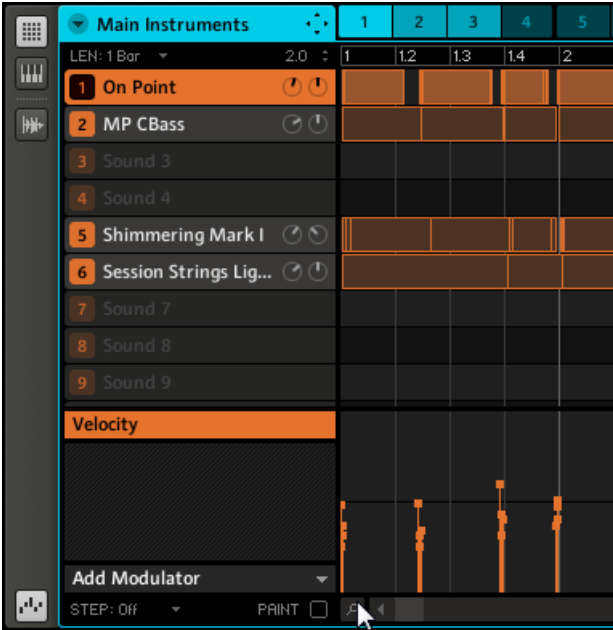 Main Instruments 1 2 3 4 5
LEN: 1 Bar 2.0 1 1.2 1.3 1.4 2
1 On Point
2 MP CBass
3 Sound 3
4 Sound 4
5 Shimmering Mark I
6 Session Strings Lig...
7 Sound 7
8 Sound 8
9 Sound 9
Velocity
Add Modulator
STEP: Off PAINT